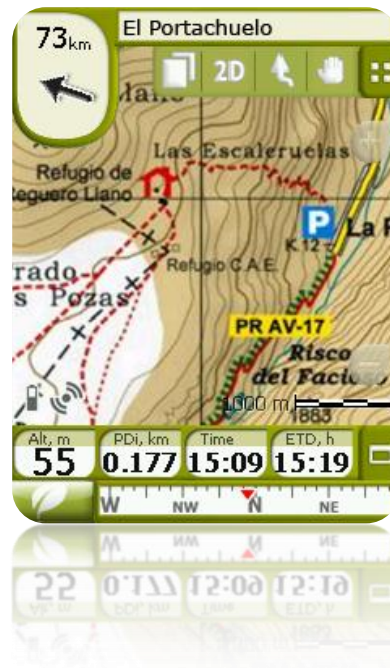 73km
El Portachuelo
2D
Llano
Las Escaleruelas
Refugio de
Reguero Llano
P
La H
K.12
Refugio C.A.E.
rado
s Pozas
PR AV-17
Risco
del Facioso
1000 m
1883
Alt, m
PDi, km
Time
ETD, h
55
0.177
15:09
15:19
W
NW
N
NE